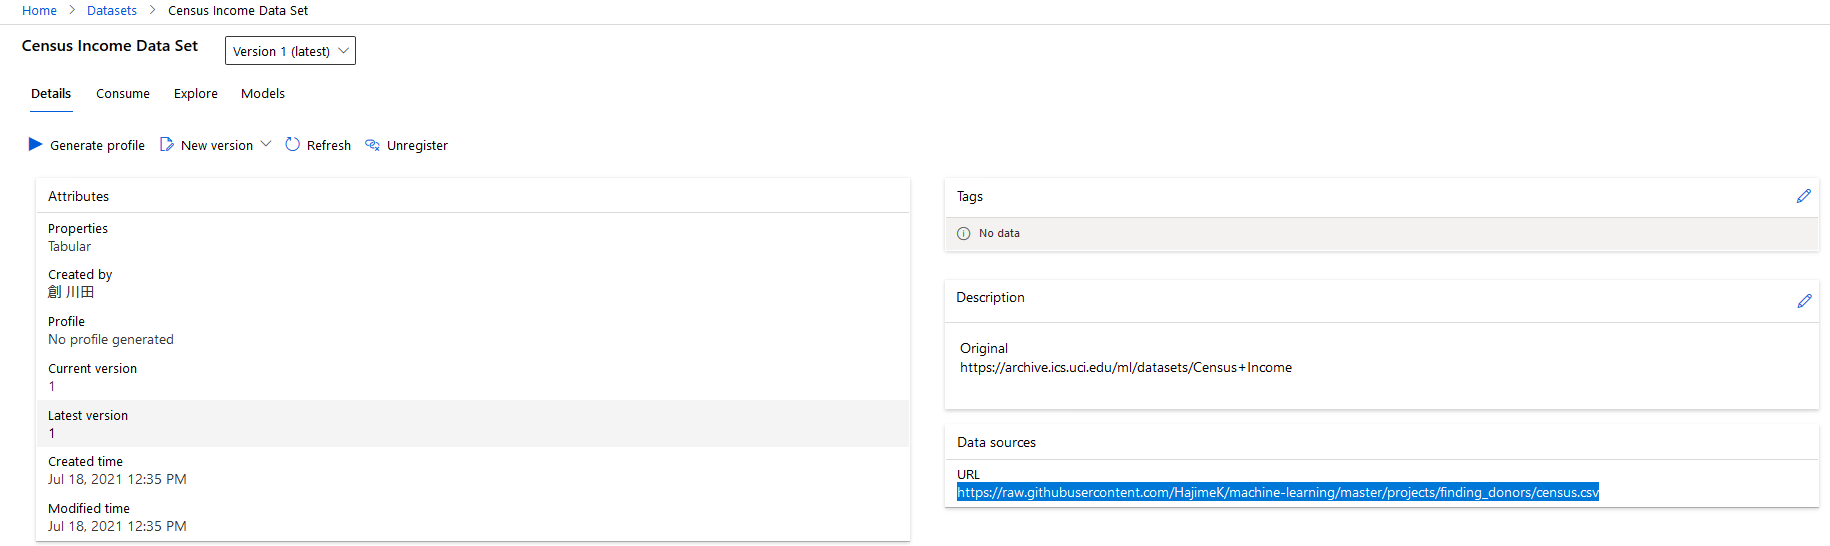 Home > Datasets > Census Income Data Set
Census Income Data Set
Version 1 (latest)
Details Consume Explore Models
Generate profile New version Refresh Unregister
Attributes
Properties
Tabular
Created by
創 川田
Profile
No profile generated
Current version
1
Latest version
1
Created time
Jul 18, 2021 12:35 PM
Modified time
Jul 18, 2021 12:35 PM
Tags
No data
Description
Original
https://archive.ics.uci.edu/ml/datasets/Census+Income
Data sources
URL
https://raw.githubusercontent.com/HajimeK/machine-learning/master/projects/finding_donors/census.csv